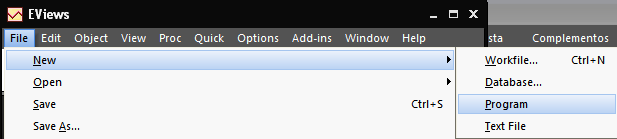 EViews
File Edit Object View Proc Quick Options Add-ins Window Help sta Complementos
New Workfile... Ctrl+N
Open Database...
Save Ctrl+S Program
Save As... Text File